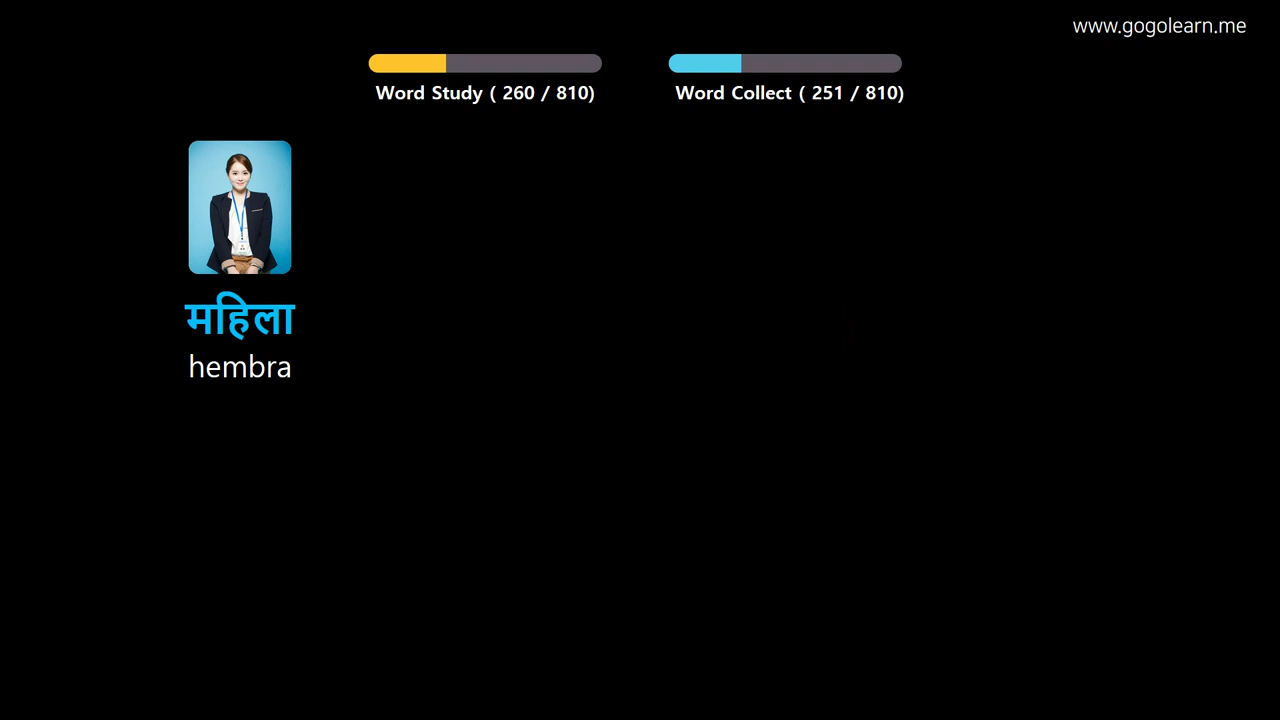 www.gogolearn.me
Word Study ( 260 / 810)
Word Collect ( 251 / 810)
महिला
hembra